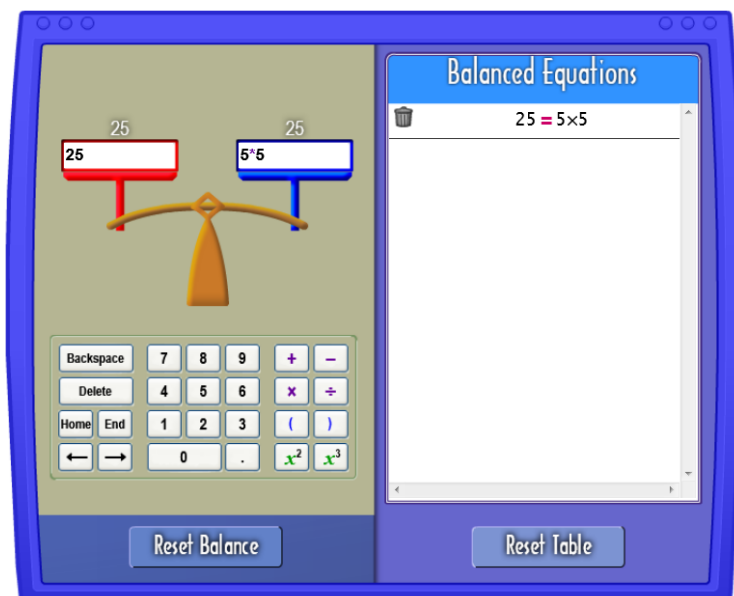 Balanced Equations
25 = 5×5
25 25
25 5*5
Backspace 7 8 9 + −
Delete 4 5 6 × ÷
Home End 1 2 3 ( )
← → 0 . x² x³
Reset Balance Reset Table